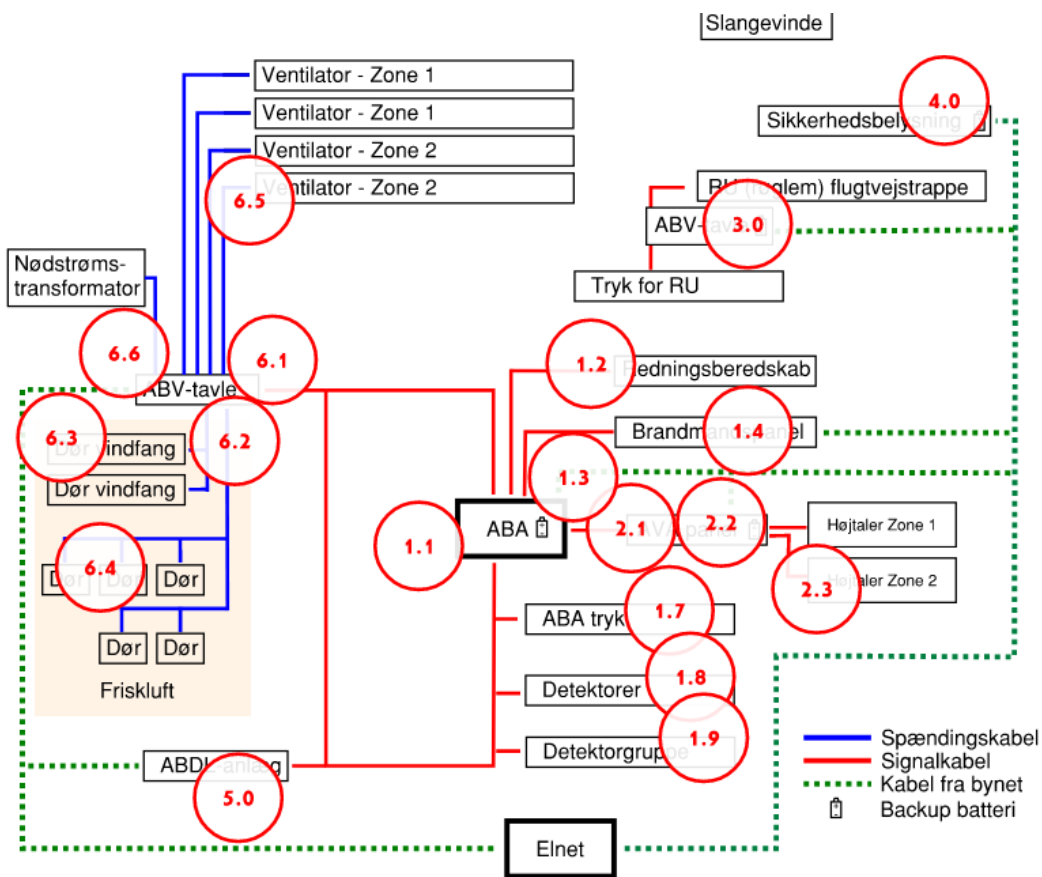 Slangevinde
Ventilator - Zone 1
Ventilator - Zone 1
Ventilator - Zone 2
Ventilator - Zone 2
6.5
4.0
Sikkerhedsbelysning
RU (røglem) flugtvejstrappe
ABV-tavle
3.0
Tryk for RU
Nødstrøms-
transformator
6.6
6.1
ABV-tavle
6.3
6.2
Dør vindfang
Dør vindfang
6.4
Dør
Dør
Dør
Dør
Dør
Friskluft
1.2
Redningsberedskab
Brandmandspanel
1.4
1.3
ABA
1.1
2.1
2.2
AVA panel
Højtaler Zone 1
Højtaler Zone 2
2.3
1.7
ABA tryk
1.8
Detektorer
1.9
Detektorgruppe
ABDL-anlæg
5.0
Elnet
Spændingskabel
Signalkabel
Kabel fra bynet
Backup batteri